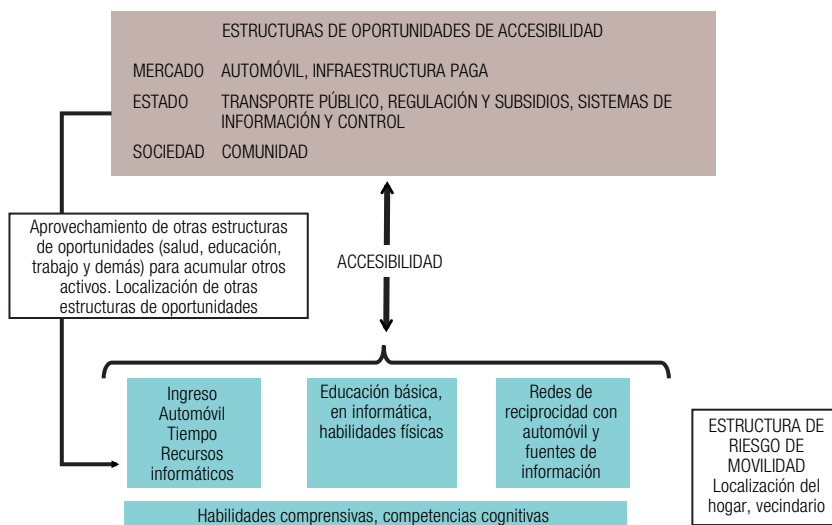 ESTRUCTURAS DE OPORTUNIDADES DE ACCESIBILIDAD
MERCADO AUTOMÓVIL, INFRAESTRUCTURA PAGA
ESTADO TRANSPORTE PÚBLICO, REGULACIÓN Y SUBSIDIOS, SISTEMAS DE
INFORMACIÓN Y CONTROL
SOCIEDAD COMUNIDAD
Aprovechamiento de otras estructuras
de oportunidades (salud, educación,
trabajo y demás) para acumular otros
activos. Localización de otras
estructuras de oportunidades
ACCESIBILIDAD
Ingreso
Automóvil
Tiempo
Recursos
informáticos
Educación básica,
en informática,
habilidades físicas
Redes de
reciprocidad con
automóvil y
fuentes de
información
ESTRUCTURA DE
RIESGO DE
MOVILIDAD
Localización del
hogar, vecindario
Habilidades comprensivas, competencias cognitivas